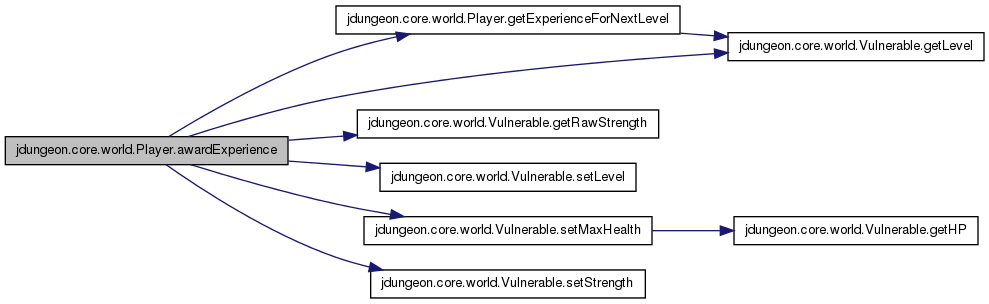 jdungeon.core.world.Player.getExperienceForNextLevel
jdungeon.core.world.Vulnerable.getLevel
jdungeon.core.world.Vulnerable.getRawStrength
jdungeon.core.world.Player.awardExperience
jdungeon.core.world.Vulnerable.setLevel
jdungeon.core.world.Vulnerable.setMaxHealth
jdungeon.core.world.Vulnerable.getHP
jdungeon.core.world.Vulnerable.setStrength